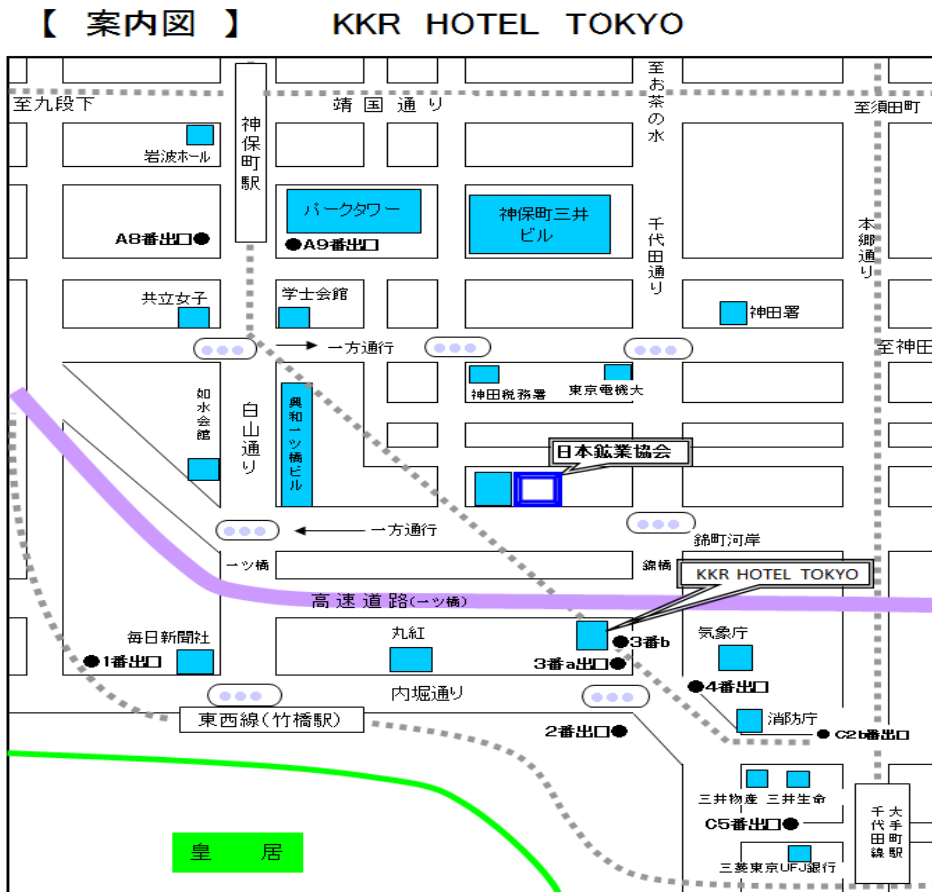 【 案内図 】 KKR HOTEL TOKYO
至九段下
靖国通り
至お茶の水
至須田町
神保町駅
岩波ホール
パークタワー
神保町三井
ビル
千代田通り
本郷通り
A8番出口
A9番出口
共立女子
学士会館
神田署
一方通行
至神田
神田税務署
東京電機大
如水会館
白山通り
興和一ツ橋ビル
日本鉱業協会
一方通行
錦町河岸
一ツ橋
錦橋
KKR HOTEL TOKYO
高速道路(一ツ橋)
毎日新聞社
丸紅
3番b
気象庁
1番出口
3番a出口
4番出口
内堀通り
東西線(竹橋駅)
2番出口
消防庁
C2b番出口
三井物産
三井生命
C5番出口
大手町駅
千代田線
皇居
三菱東京UFJ銀行